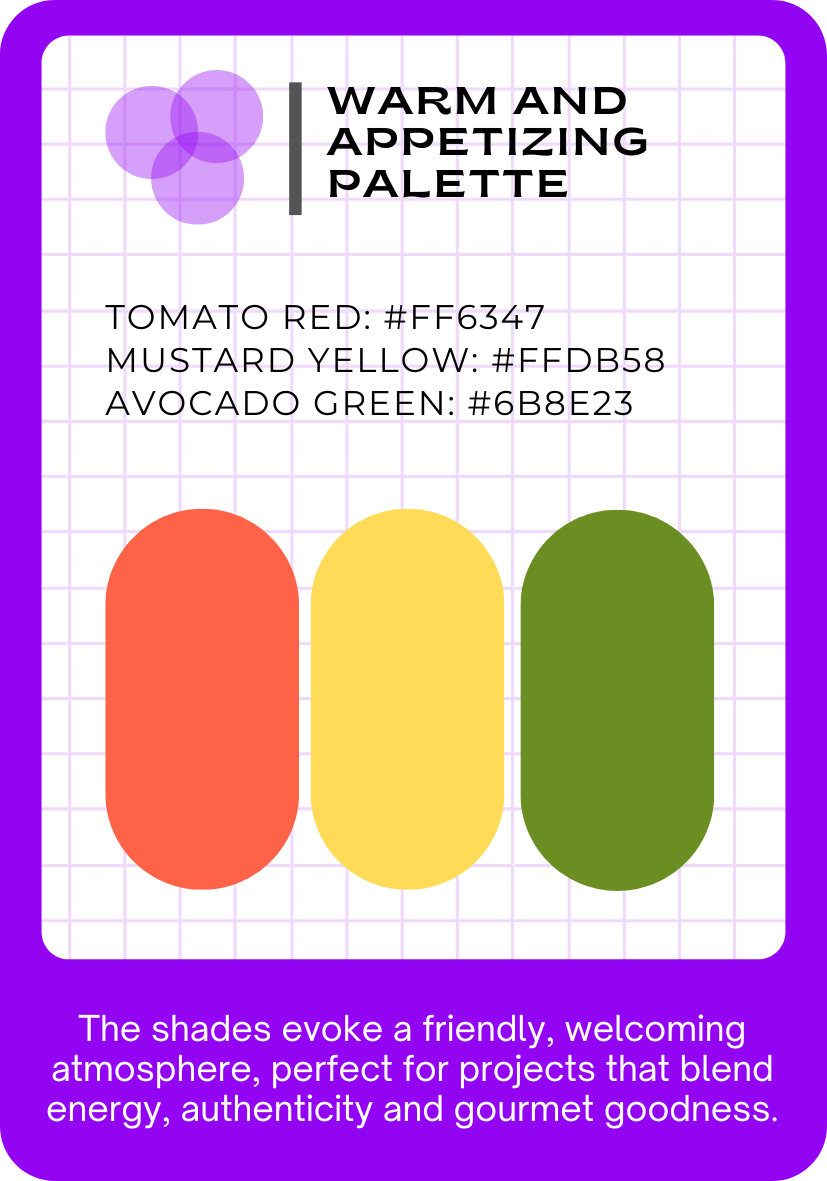 WARM AND
APPETIZING
PALETTE
TOMATO RED: #FF6347
MUSTARD YELLOW: #FFDB58
AVOCADO GREEN: #6B8E23
The shades evoke a friendly, welcoming
atmosphere, perfect for projects that blend
energy, authenticity and gourmet goodness.